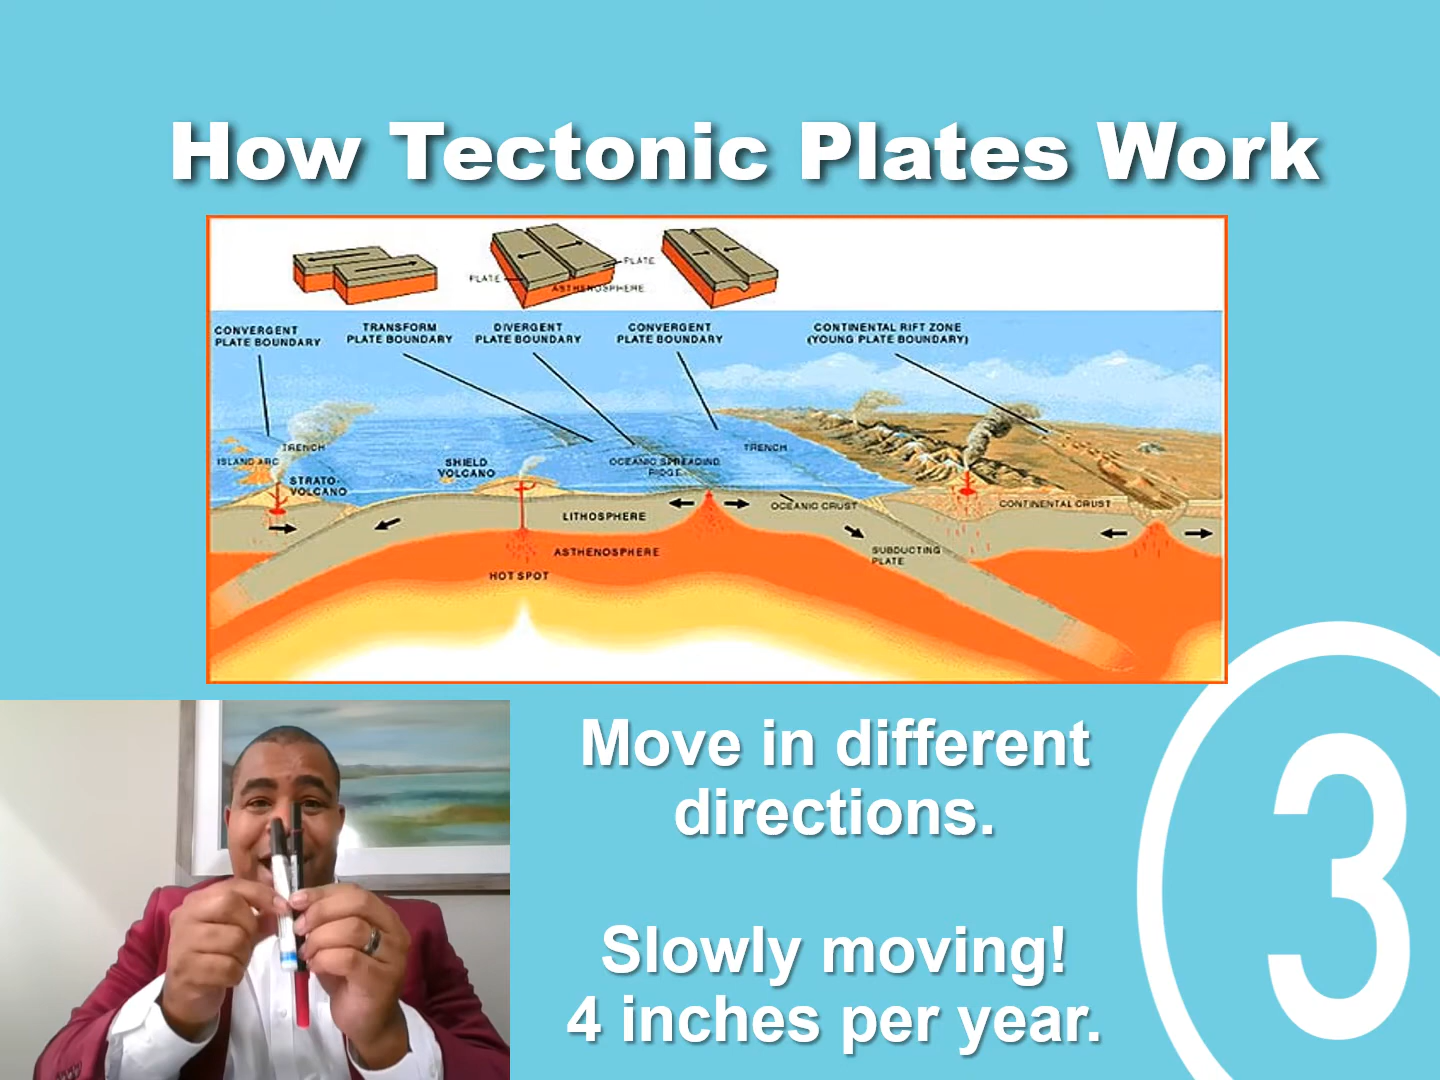 How Tectonic Plates Work
PLATE
PLATE
ASTHENOSPHERE
CONVERGENT
PLATE BOUNDARY
TRANSFORM
PLATE BOUNDARY
DIVERGENT
PLATE BOUNDARY
CONVERGENT
PLATE BOUNDARY
CONTINENTAL RIFT ZONE
(YOUNG PLATE BOUNDARY)
TRENCH
ISLAND ARC
STRATO-
VOLCANO
SHIELD
VOLCANO
OCEANIC SPREADING
RIDGE
TRENCH
LITHOSPHERE
OCEANIC CRUST
CONTINENTAL CRUST
ASTHENOSPHERE
SUBDUCTING
PLATE
HOT SPOT
Move in different
directions.
Slowly moving!
4 inches per year.
3